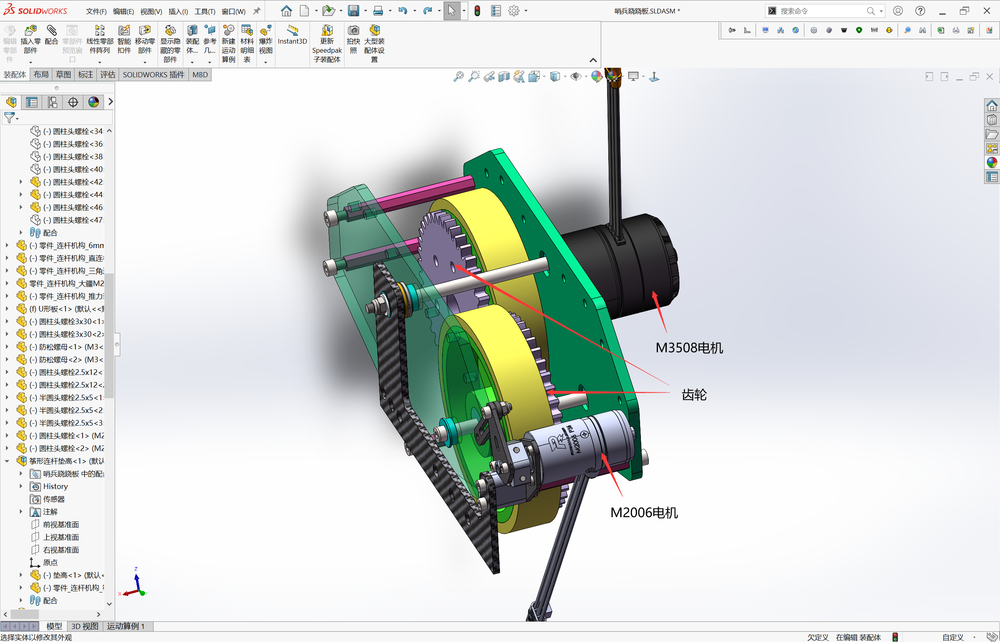 SOLIDWORKS
文件(F) 编辑(E) 视图(V) 插入(I) 工具(T) 窗口(W)
哨兵跷跷板.SLDASM *
搜索命令
编辑零部件
插入零部件
配合
零部件预览窗口
线性零部件阵列
智能扣件
移动零部件
显示隐藏的零部件
装配体...
参考几...
新建运动算例
材料明细表
爆炸视图
Instant3D
更新 Speedpak 子装配体
拍快照
大型装配体设置
装配体 布局 草图 标注 评估 SOLIDWORKS 插件 MBD
(-) 圆柱头螺栓<34>
(-) 圆柱头螺栓<36>
(-) 圆柱头螺栓<38>
(-) 圆柱头螺栓<40>
(-) 圆柱头螺栓<42>
(-) 圆柱头螺栓<44>
(-) 圆柱头螺栓<46>
(-) 圆柱头螺栓<47>
配合
(-) 零件_连杆机构_6mm
(-) 零件_连杆机构_直连
(-) 零件_连杆机构_三角
零件_连杆机构_大疆M2
(-) 零件_连杆机构_推力
(f) U形板<1> (默认<<
(-) 圆柱头螺栓3x30<1>
(-) 圆柱头螺栓3x30<2>
(-) 防松螺母<1> (M3<
(-) 防松螺母<2> (M3<
(-) 圆柱头螺栓2.5x12<
(-) 圆柱头螺栓2.5x12<
(-) 半圆头螺栓2.5x5<1
(-) 半圆头螺栓2.5x5<2
(-) 半圆头螺栓2.5x5<3
(-) 圆柱头螺栓<1> (M2
(-) 圆柱头螺栓<2> (M2
筝形连杆垫高<1> (默认
哨兵跷跷板 中的配
History
传感器
注解
前视基准面
上视基准面
右视基准面
原点
(-) 垫高<1> (默认<
(-) 零件_连杆机构_
配合
M3508电机
齿轮
M2006 P36
M2006电机
Z
X
Y
模型 3D 视图 运动算例 1
选择实体以修改其外观
欠定义 在编辑 装配体 自定义